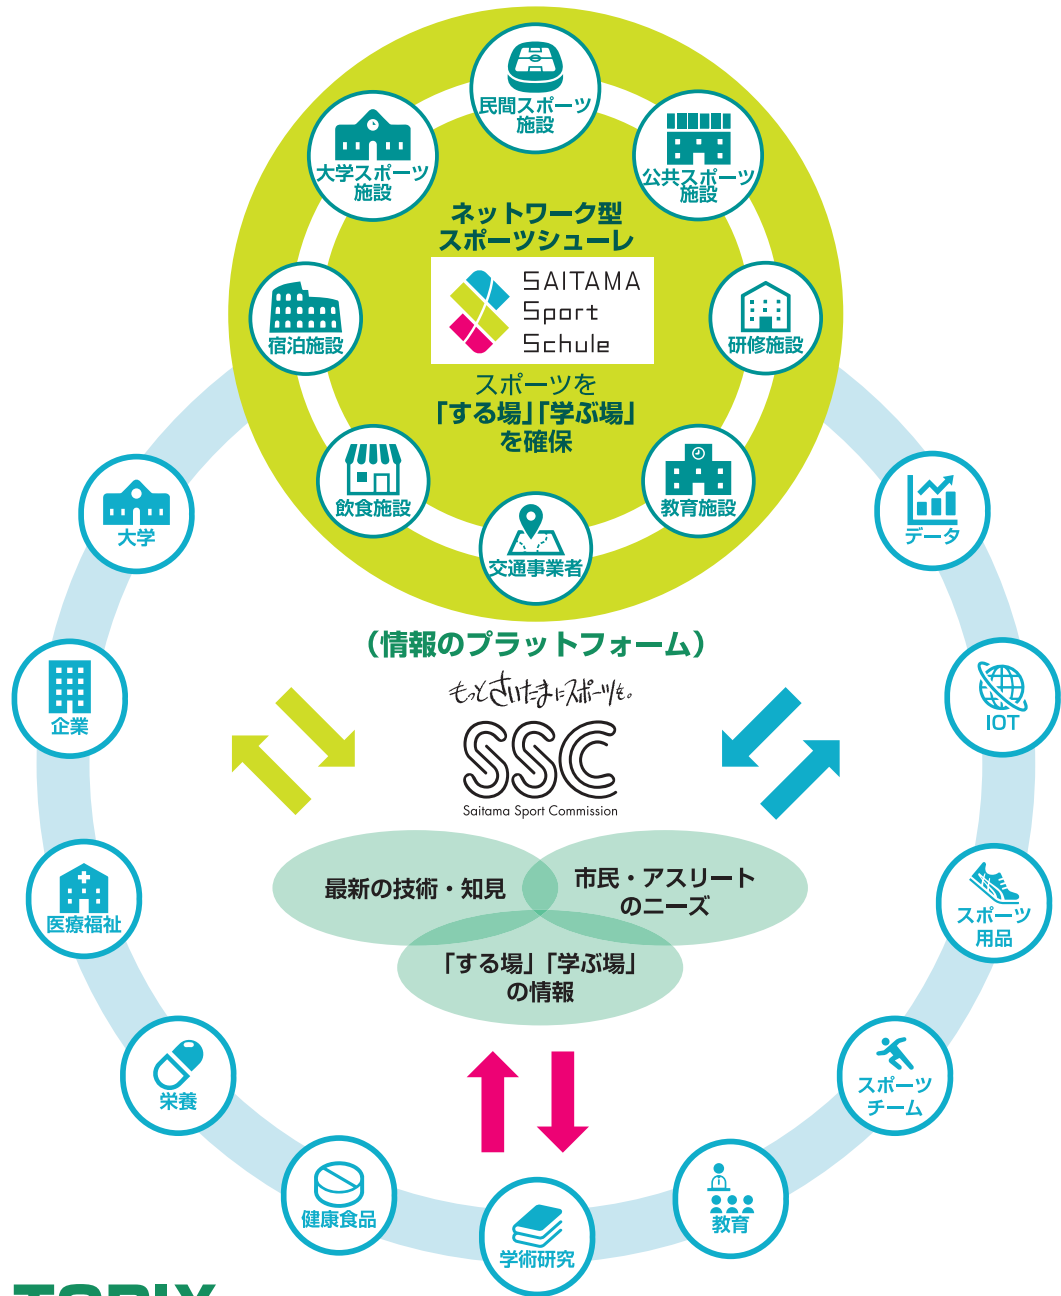 民間スポーツ
施設
大学スポーツ
施設
公共スポーツ
施設
ネットワーク型
スポーツシューレ
SAITAMA
Sport
Schule
宿泊施設
研修施設
スポーツを
「する場」「学ぶ場」
を確保
飲食施設
教育施設
交通事業者
大学
データ
（情報のプラットフォーム）
もっとさいたまにスポーツを。
SSC
Saitama Sport Commission
企業
IOT
最新の技術・知見
市民・アスリート
のニーズ
「する場」「学ぶ場」
の情報
医療福祉
スポーツ
用品
栄養
スポーツ
チーム
健康食品
学術研究
教育
TOPIX